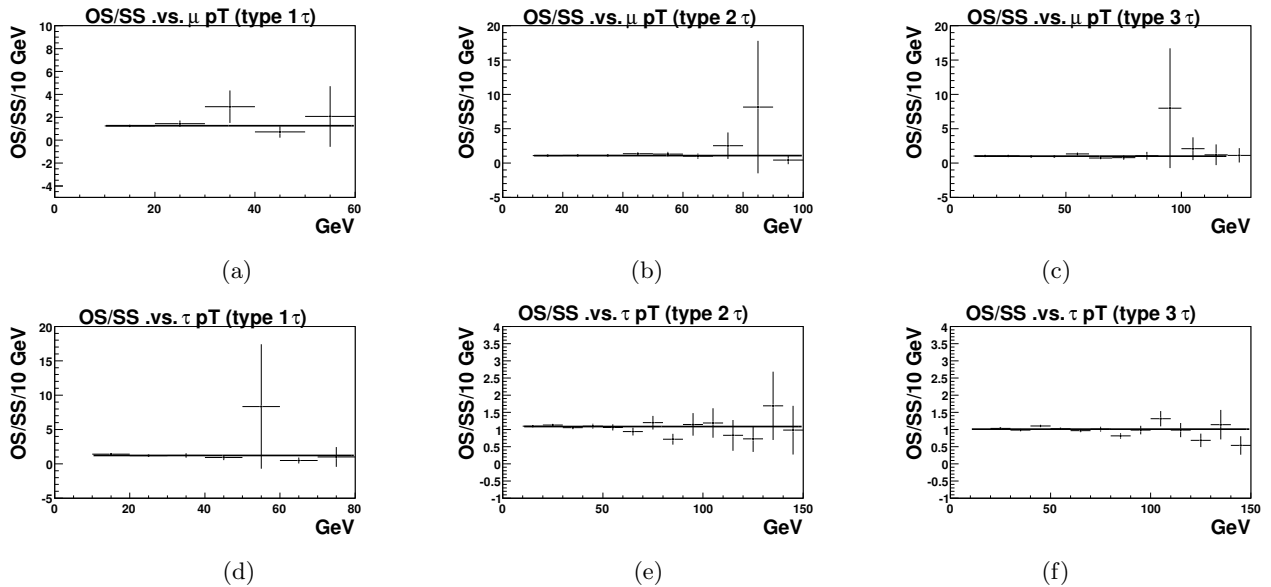 OS/SS .vs. μ pT (type 1 τ)
OS/SS/10 GeV
10
8
6
4
2
0
-2
-4
0 20 40 60
GeV
(a)
OS/SS .vs. μ pT (type 2 τ)
OS/SS/10 GeV
20
15
10
5
0
-5
0 20 40 60 80 100
GeV
(b)
OS/SS .vs. μ pT (type 3 τ)
OS/SS/10 GeV
20
15
10
5
0
-5
0 50 100
GeV
(c)
OS/SS .vs. τ pT (type 1 τ)
OS/SS/10 GeV
20
15
10
5
0
-5
0 20 40 60 80
GeV
(d)
OS/SS .vs. τ pT (type 2 τ)
OS/SS/10 GeV
4
3.5
3
2.5
2
1.5
1
0.5
0
-0.5
-1
0 50 100 150
GeV
(e)
OS/SS .vs. τ pT (type 3 τ)
OS/SS/10 GeV
4
3.5
3
2.5
2
1.5
1
0.5
0
-0.5
-1
0 50 100 150
GeV
(f)